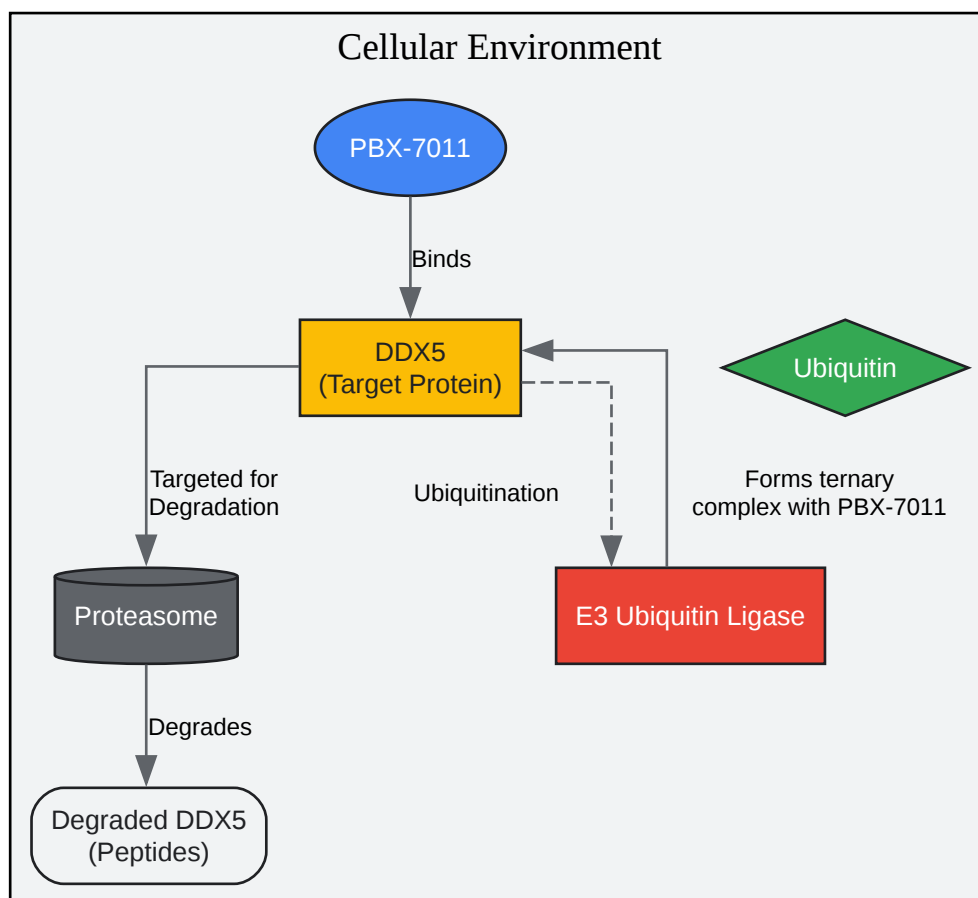 Cellular Environment
PBX-7011
Binds
DDX5
(Target Protein)
Ubiquitin
Targeted for
Degradation
Ubiquitination
Forms ternary
complex with PBX-7011
Proteasome
E3 Ubiquitin Ligase
Degrades
Degraded DDX5
(Peptides)